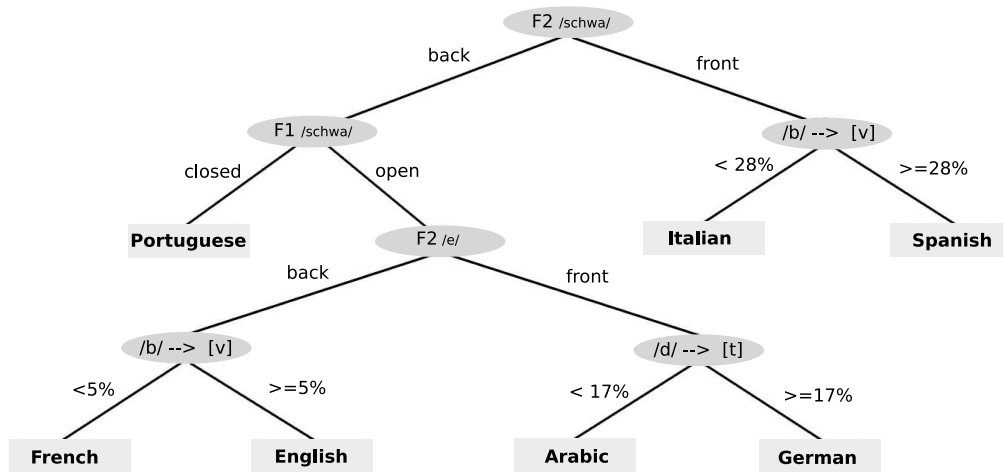 F2 /schwa/
back
front
F1 /schwa/
/b/ --> [v]
closed
open
< 28%
>=28%
Portuguese
F2 /e/
Italian
Spanish
back
front
/b/ --> [v]
/d/ --> [t]
<5%
>=5%
< 17%
>=17%
French
English
Arabic
German